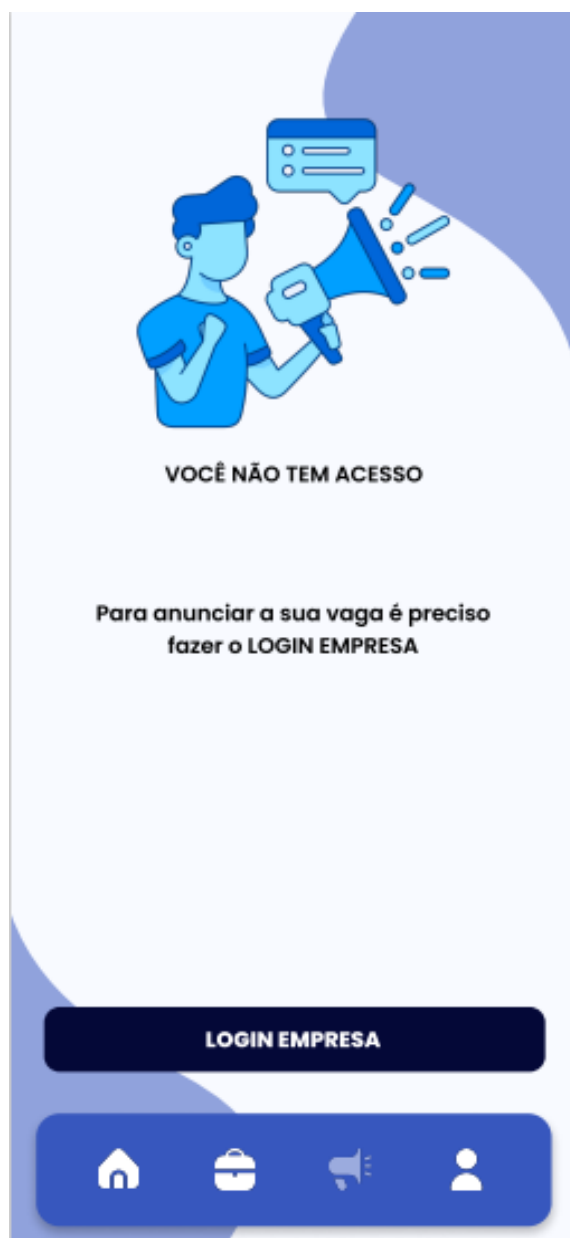 VOCÊ NÃO TEM ACESSO
Para anunciar a sua vaga é preciso
fazer o LOGIN EMPRESA
LOGIN EMPRESA